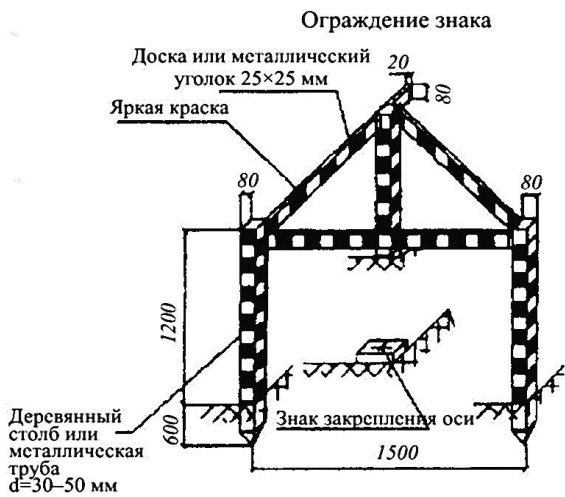 Ограждение знака
Доска или металлический
уголок 25×25 мм
Яркая краска
20
80
80
80
1200
600
Деревянный
столб или
металлическая
труба
d=30–50 мм
Знак закрепления оси
1500